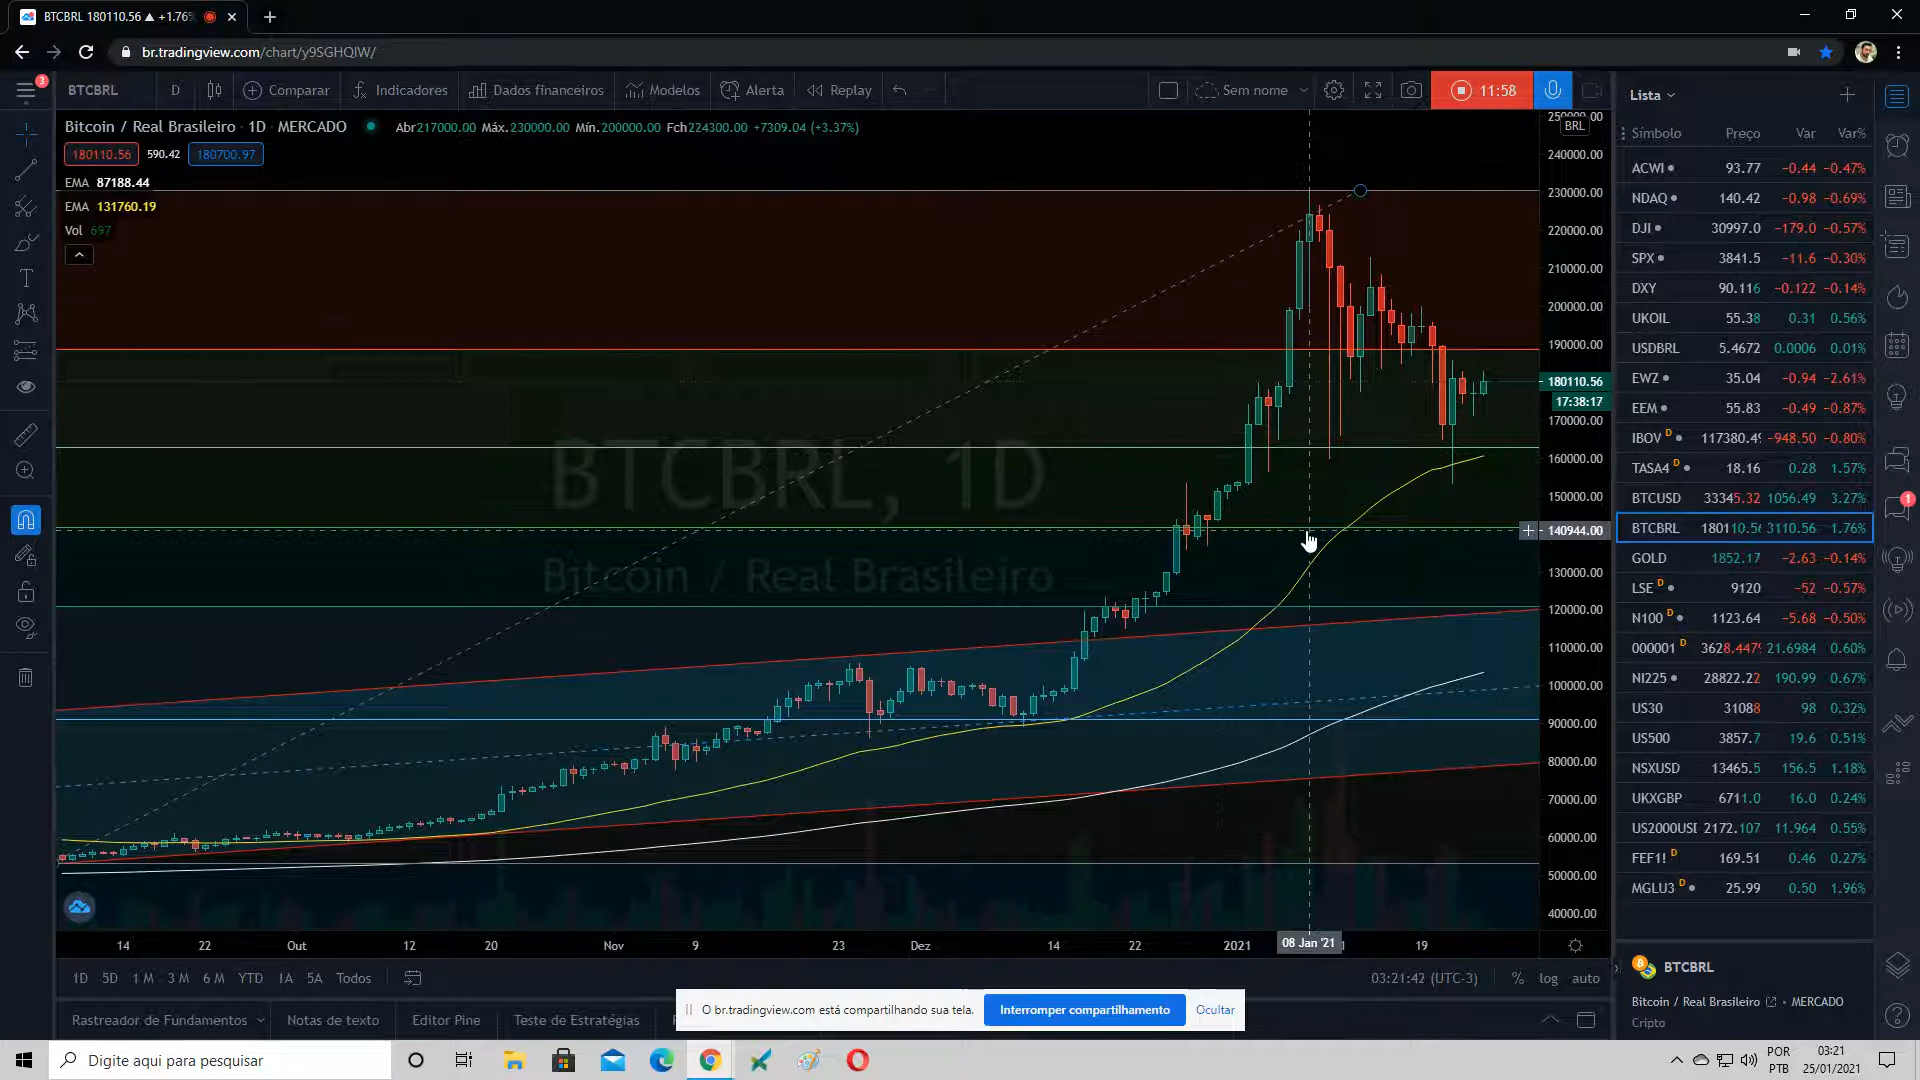 BTCBRL 180110.56 ▲ +1.76%
br.tradingview.com/chart/y9SGHQIW/
3
BTCBRL
D
Comparar
Indicadores
Dados financeiros
Modelos
Alerta
Replay
Sem nome
11:58
Bitcoin / Real Brasileiro · 1D · MERCADO
Abr217000.00 Máx.230000.00 Mín.200000.00 Fch224300.00 +7309.04 (+3.37%)
180110.56 590.42 180700.97
EMA 87188.44
EMA 131760.19
Vol 697
BTCBRL, 1D
Bitcoin / Real Brasileiro
BRL
240000.00
230000.00
220000.00
210000.00
200000.00
190000.00
180110.56
17:38:17
170000.00
160000.00
150000.00
140944.00
130000.00
120000.00
110000.00
100000.00
90000.00
80000.00
70000.00
60000.00
50000.00
40000.00
14 22 Out 12 20 Nov 9 23 Dez 14 22 2021 08 Jan '21 19
1D 5D 1 M 3 M 6 M YTD 1A 5A Todos
03:21:42 (UTC-3) % log auto
Rastreador de Fundamentos
Notas de texto
Editor Pine
Teste de Estratégias
O br.tradingview.com está compartilhando sua tela.
Interromper compartilhamento
Ocultar
Lista
Símbolo Preço Var Var%
ACWI 93.77 −0.44 −0.47%
NDAQ 140.42 −0.98 −0.69%
DJI 30997.0 −179.0 −0.57%
SPX 3841.5 −11.6 −0.30%
DXY 90.116 −0.122 −0.14%
UKOIL 55.38 0.31 0.56%
USDBRL 5.4672 0.0006 0.01%
EWZ 35.04 −0.94 −2.61%
EEM 55.83 −0.49 −0.87%
IBOV D 117380.49 −948.50 −0.80%
TASA4 D 18.16 0.28 1.57%
BTCUSD 33345.32 1056.49 3.27%
BTCBRL 180110.56 3110.56 1.76%
GOLD 1852.17 −2.63 −0.14%
LSE D 9120 −52 −0.57%
N100 D 1123.64 −5.68 −0.50%
000001 D 3628.447 21.6984 0.60%
NI225 28822.22 190.99 0.67%
US30 31088 98 0.32%
US500 3857.7 19.6 0.51%
NSXUSD 13465.5 156.5 1.18%
UKXGBP 6711.0 16.0 0.24%
US2000USD 2172.107 11.964 0.55%
FEF1! D 169.51 0.46 0.27%
MGLU3 D 25.99 0.50 1.96%
1
BTCBRL
Bitcoin / Real Brasileiro • MERCADO
Cripto
Digite aqui para pesquisar
POR
PTB
03:21
25/01/2021